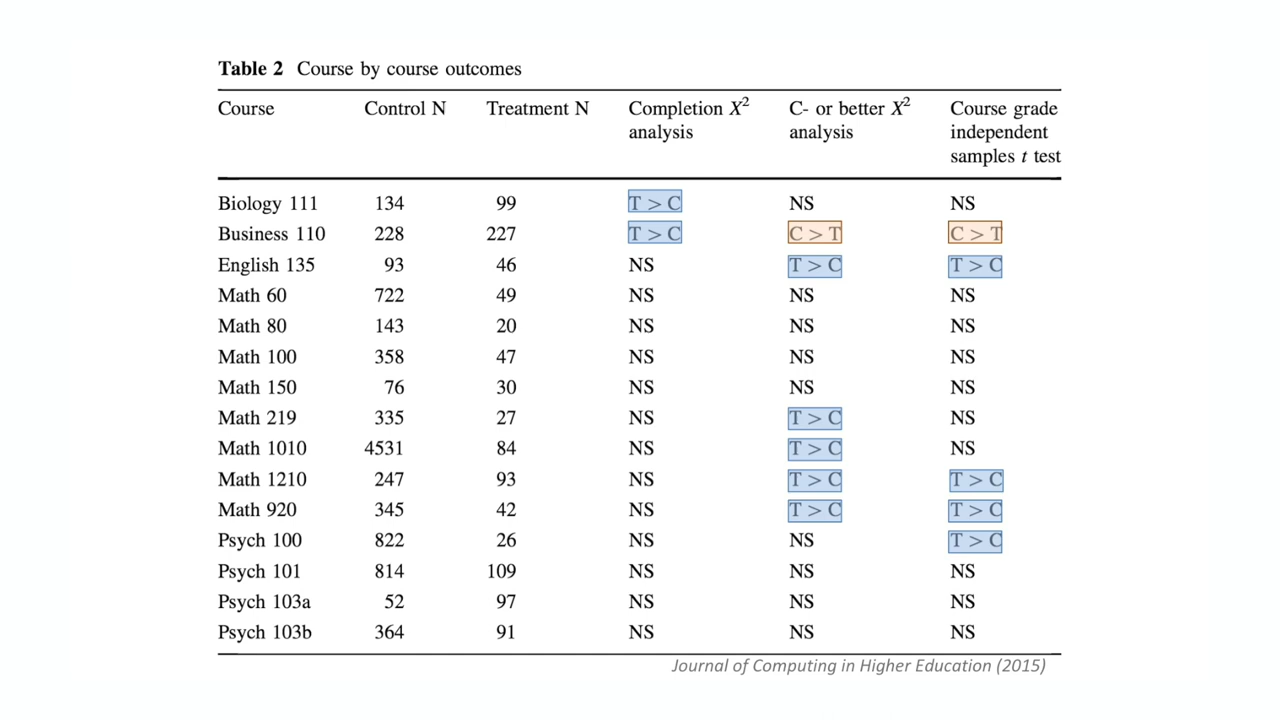 Table 2 Course by course outcomes
Course Control N Treatment N Completion X² analysis C- or better X² analysis Course grade independent samples t test
Biology 111 134 99 T > C NS NS
Business 110 228 227 T > C C > T C > T
English 135 93 46 NS T > C T > C
Math 60 722 49 NS NS NS
Math 80 143 20 NS NS NS
Math 100 358 47 NS NS NS
Math 150 76 30 NS NS NS
Math 219 335 27 NS T > C NS
Math 1010 4531 84 NS T > C NS
Math 1210 247 93 NS T > C T > C
Math 920 345 42 NS T > C T > C
Psych 100 822 26 NS NS T > C
Psych 101 814 109 NS NS NS
Psych 103a 52 97 NS NS NS
Psych 103b 364 91 NS NS NS
Journal of Computing in Higher Education (2015)